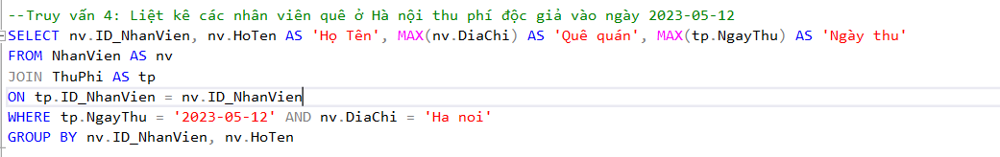 --Truy vấn 4: Liệt kê các nhân viên quê ở Hà nội thu phí độc giả vào ngày 2023-05-12
SELECT nv.ID_NhanVien, nv.HoTen AS 'Họ Tên', MAX(nv.DiaChi) AS 'Quê quán', MAX(tp.NgayThu) AS 'Ngày thu'
FROM NhanVien AS nv
JOIN ThuPhi AS tp
ON tp.ID_NhanVien = nv.ID_NhanVien
WHERE tp.NgayThu = '2023-05-12' AND nv.DiaChi = 'Ha noi'
GROUP BY nv.ID_NhanVien, nv.HoTen